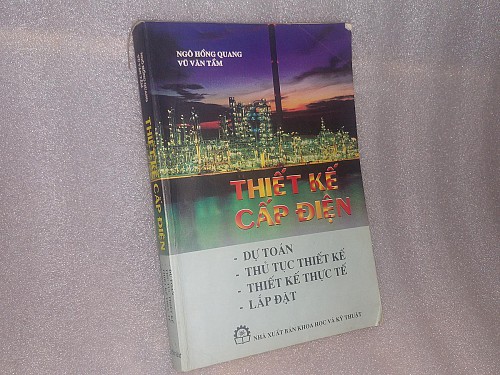 NGÔ HỒNG QUANG
VŨ VĂN TẨM
THIẾT KẾ
CẤP ĐIỆN
- DỰ TOÁN
- THỦ TỤC THIẾT KẾ
- THIẾT KẾ THỰC TẾ
- LẮP ĐẶT
NHÀ XUẤT BẢN KHOA HỌC VÀ KỸ THUẬT
THIẾT KẾ CẤP ĐIỆN